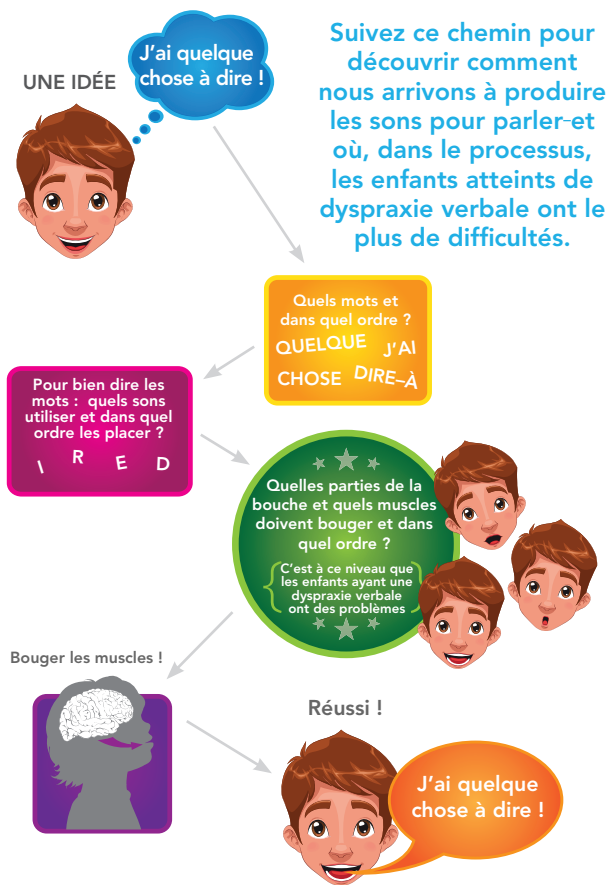 UNE IDÉE
J'ai quelque
chose à dire !
Suivez ce chemin pour
découvrir comment
nous arrivons à produire
les sons pour parler-et
où, dans le processus,
les enfants atteints de
dyspraxie verbale ont le
plus de difficultés.
Quels mots et
dans quel ordre ?
QUELQUE J'AI
CHOSE DIRE–À
Pour bien dire les
mots : quels sons
utiliser et dans quel
ordre les placer ?
I R E D
Quelles parties de la
bouche et quels muscles
doivent bouger et dans
quel ordre ?
C'est à ce niveau que
les enfants ayant une
dyspraxie verbale
ont des problèmes
Bouger les muscles !
Réussi !
J'ai quelque
chose à dire !